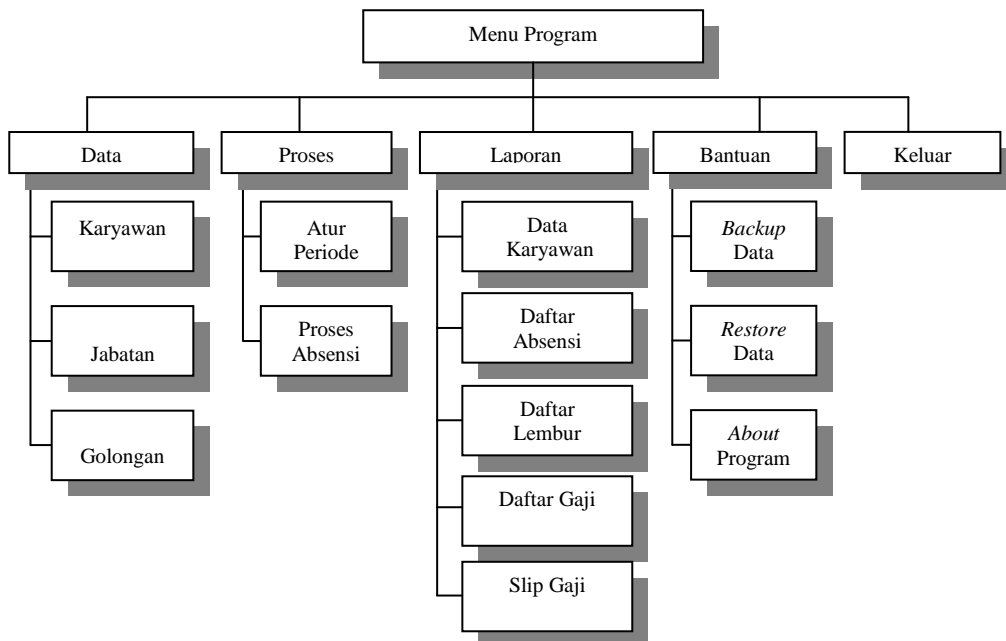 Menu Program
Data
Proses
Laporan
Bantuan
Keluar
Karyawan
Jabatan
Golongan
Atur
Periode
Proses
Absensi
Data
Karyawan
Daftar
Absensi
Daftar
Lembur
Daftar Gaji
Slip Gaji
Backup
Data
Restore
Data
About
Program